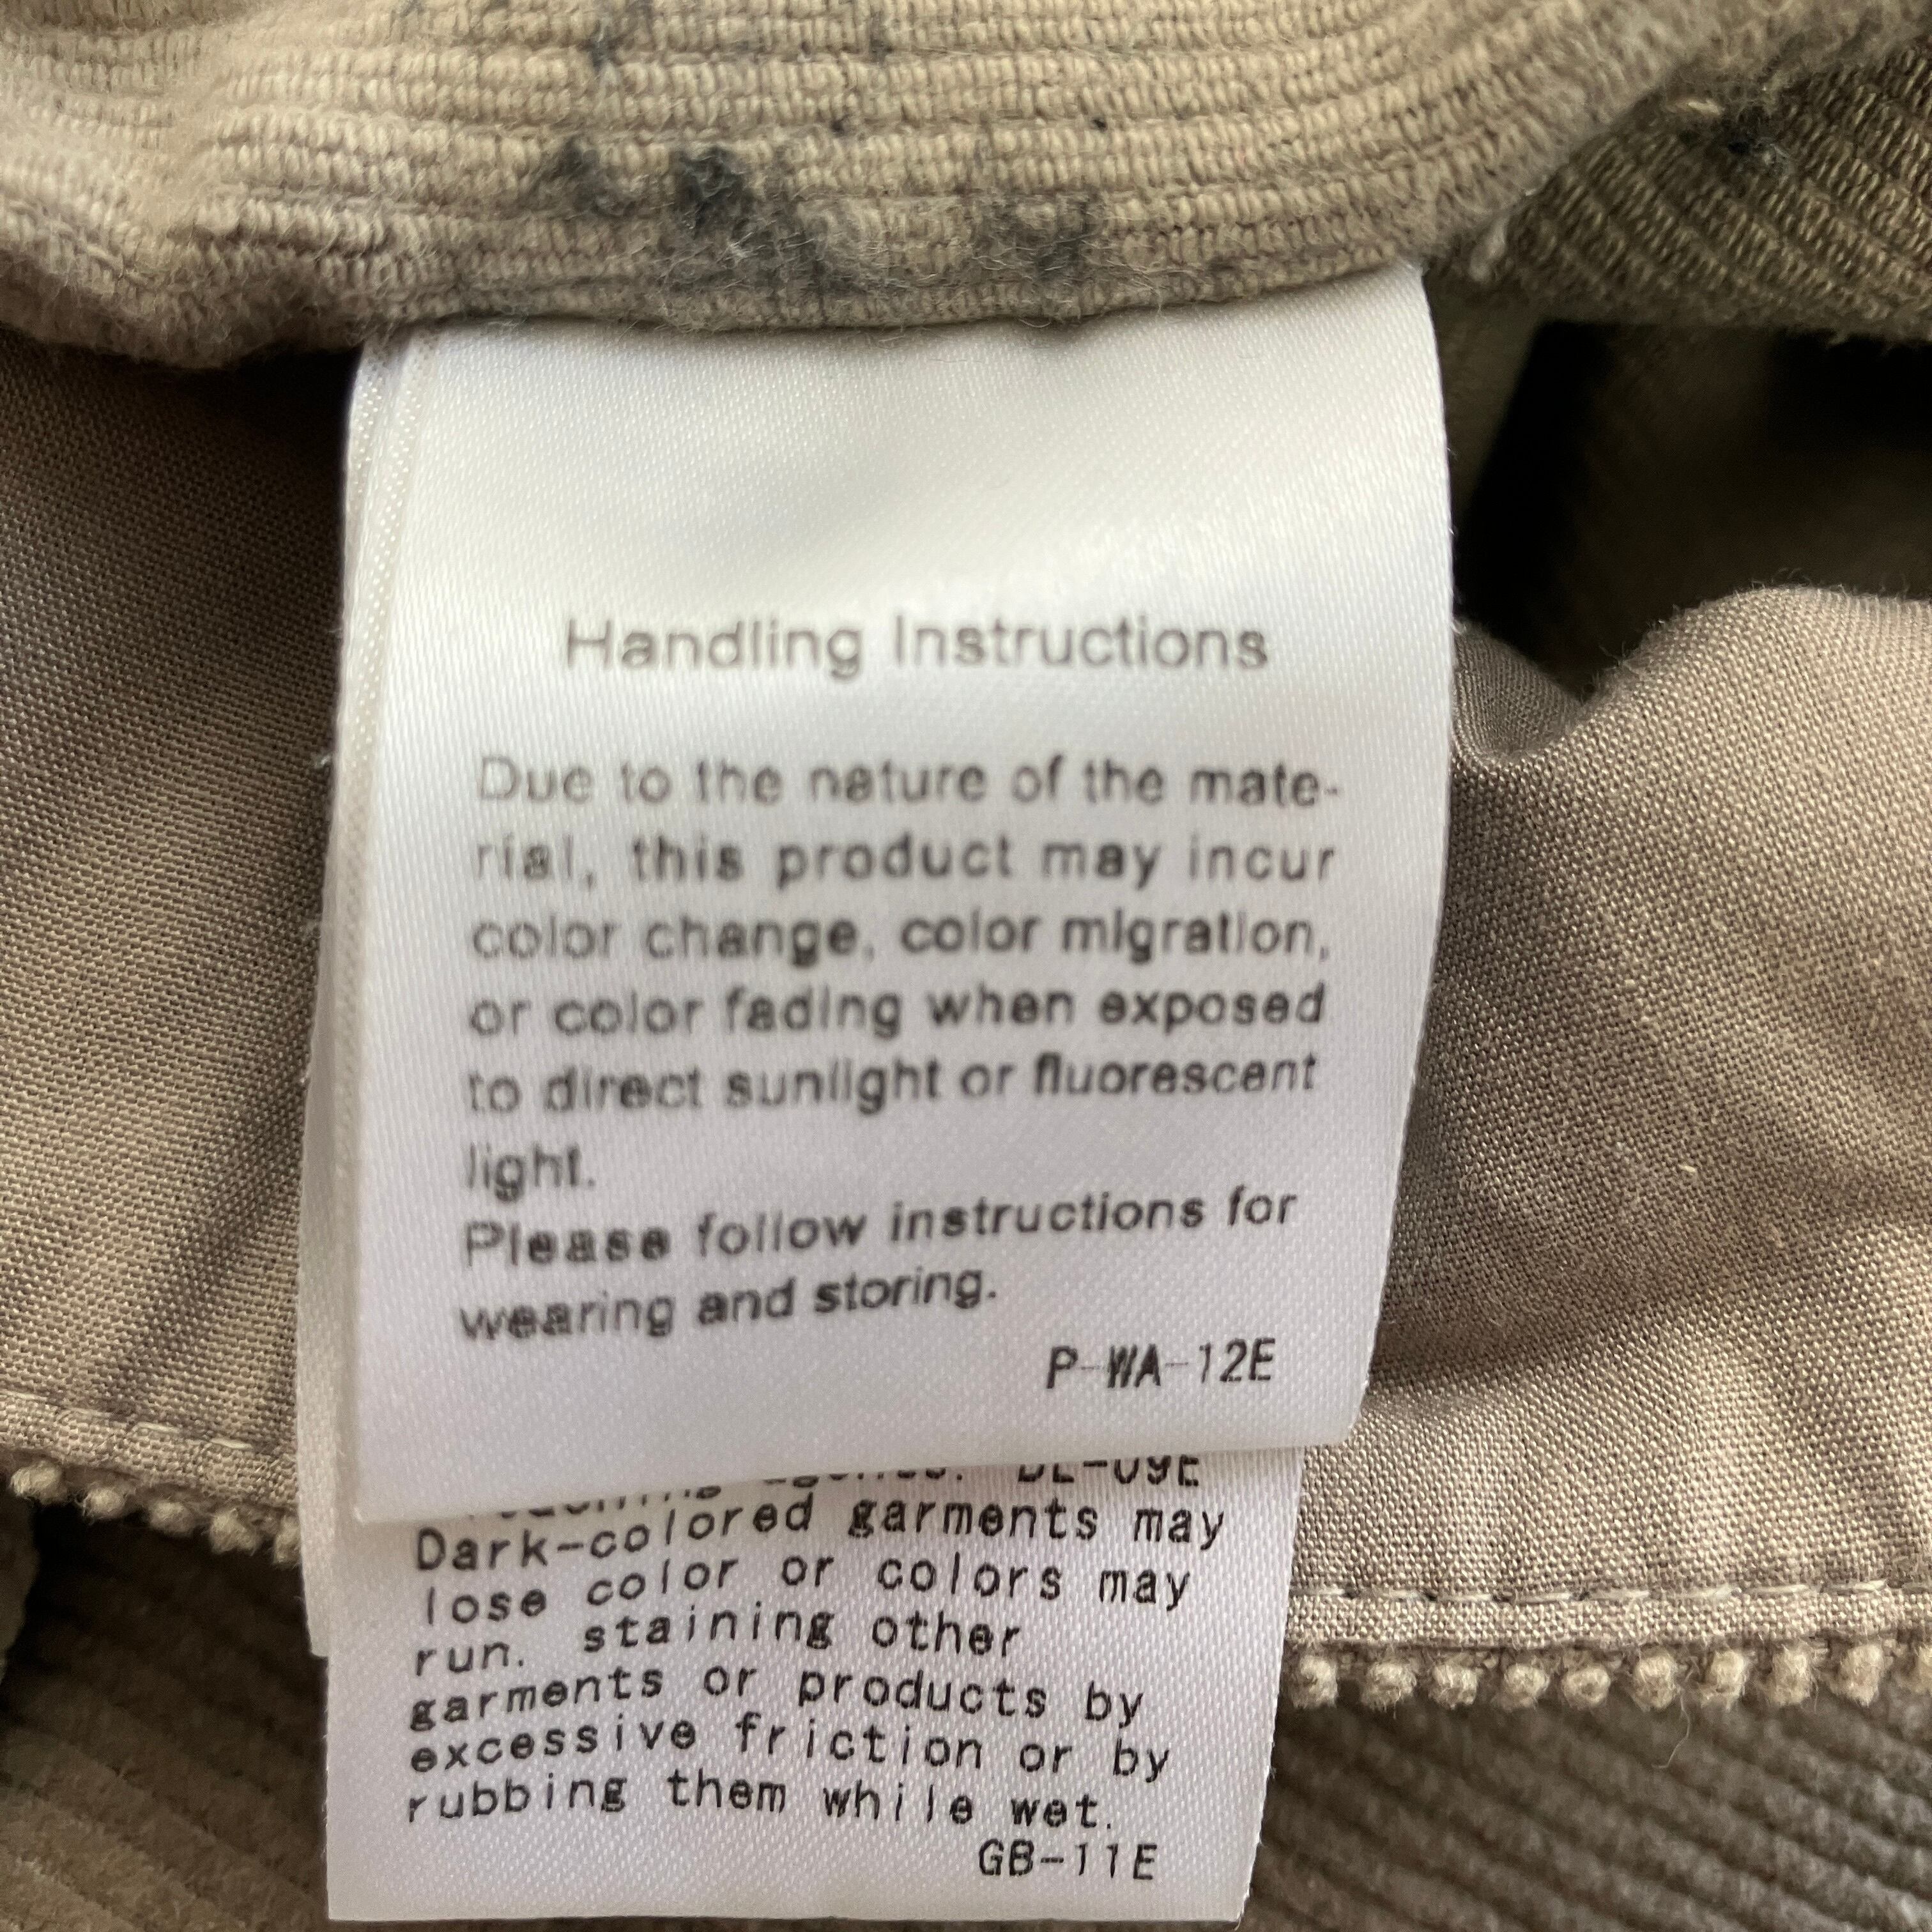 Handling Instructions
Due to the nature of the mate-
rial, this product may incur
color change, color migration,
or color fading when exposed
to direct sunlight or fluorescent
light.
Please follow instructions for
wearing and storing.
P-WA-12E
DL-09E
Dark-colored garments may
lose color or colors may
run. staining other
garments or products by
excessive friction or by
rubbing them while wet.
GB-11E